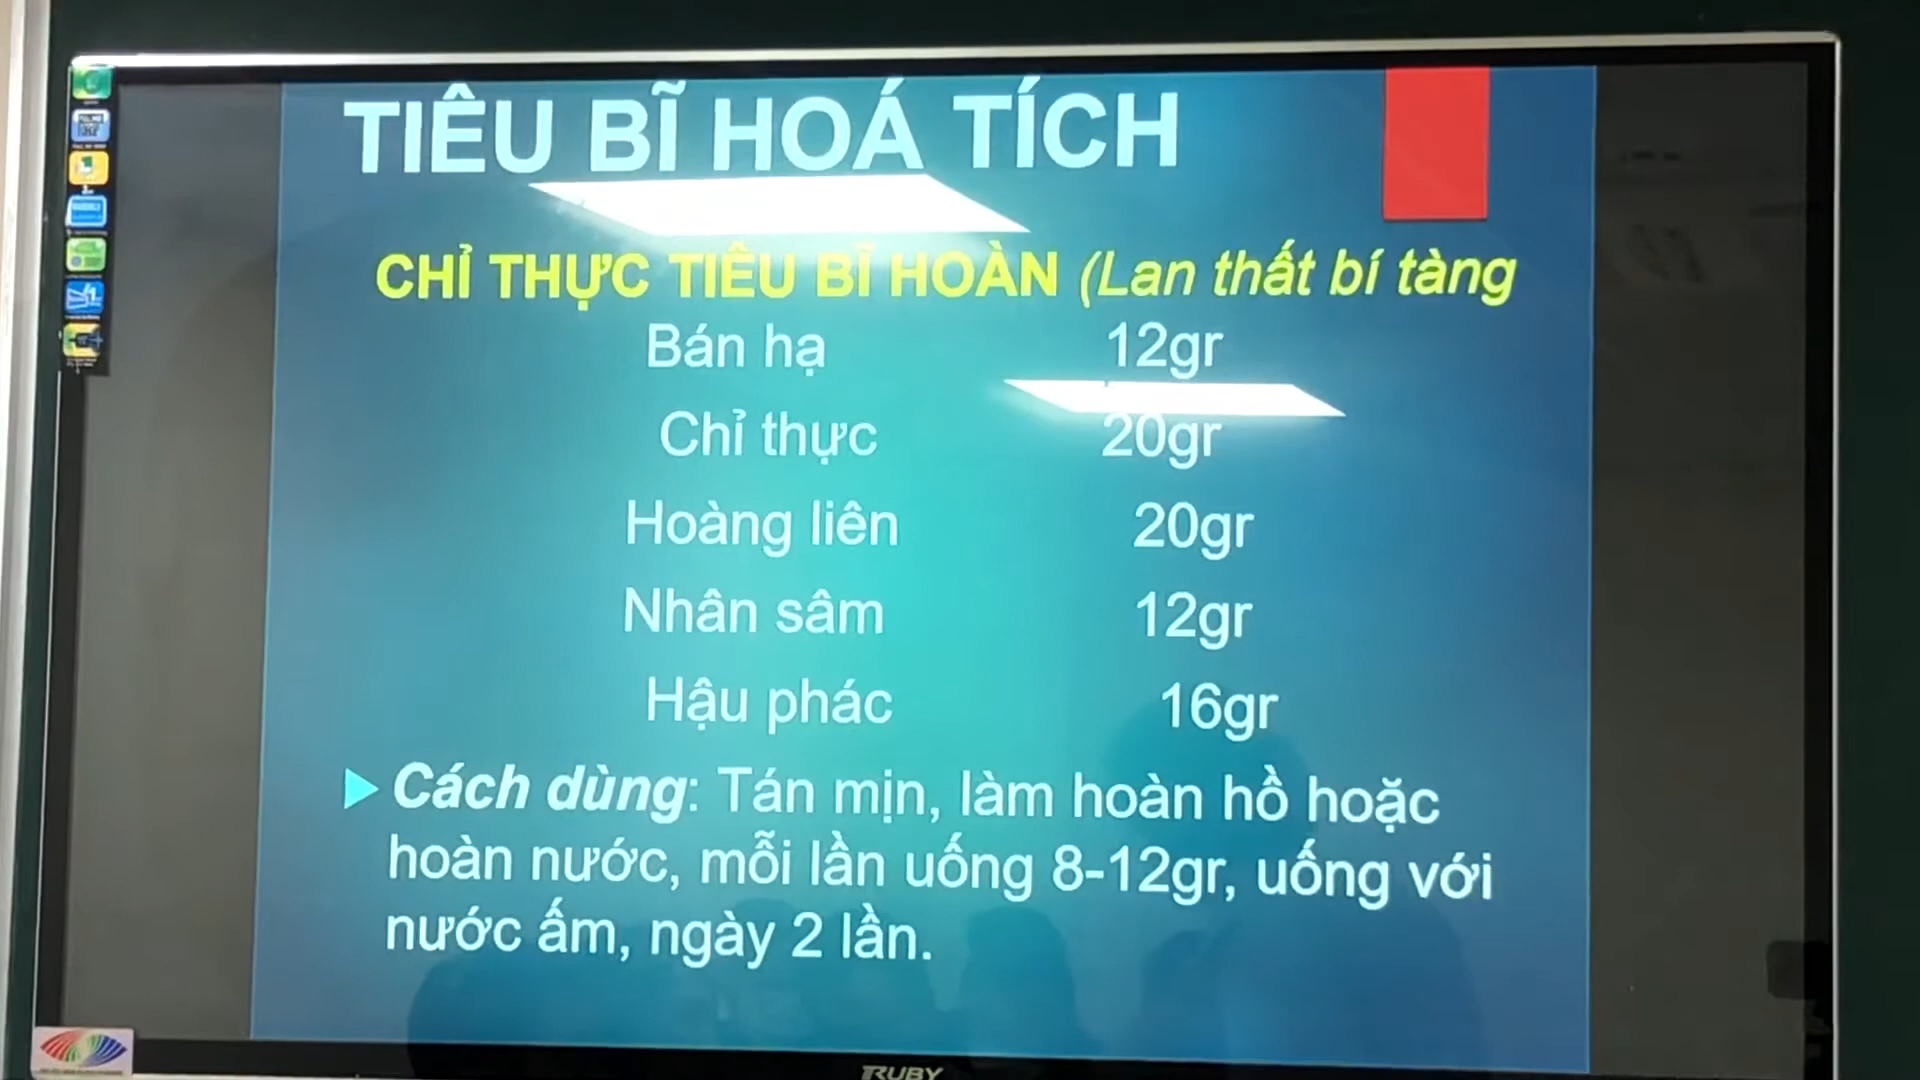 TIÊU BĨ HOÁ TÍCH
CHỈ THỰC TIÊU BĨ HOÀN (Lan thất bí tàng
Bán hạ 12gr
Chỉ thực 20gr
Hoàng liên 20gr
Nhân sâm 12gr
Hậu phác 16gr
Cách dùng: Tán mịn, làm hoàn hồ hoặc
hoàn nước, mỗi lần uống 8-12gr, uống với
nước ấm, ngày 2 lần.
RUBY